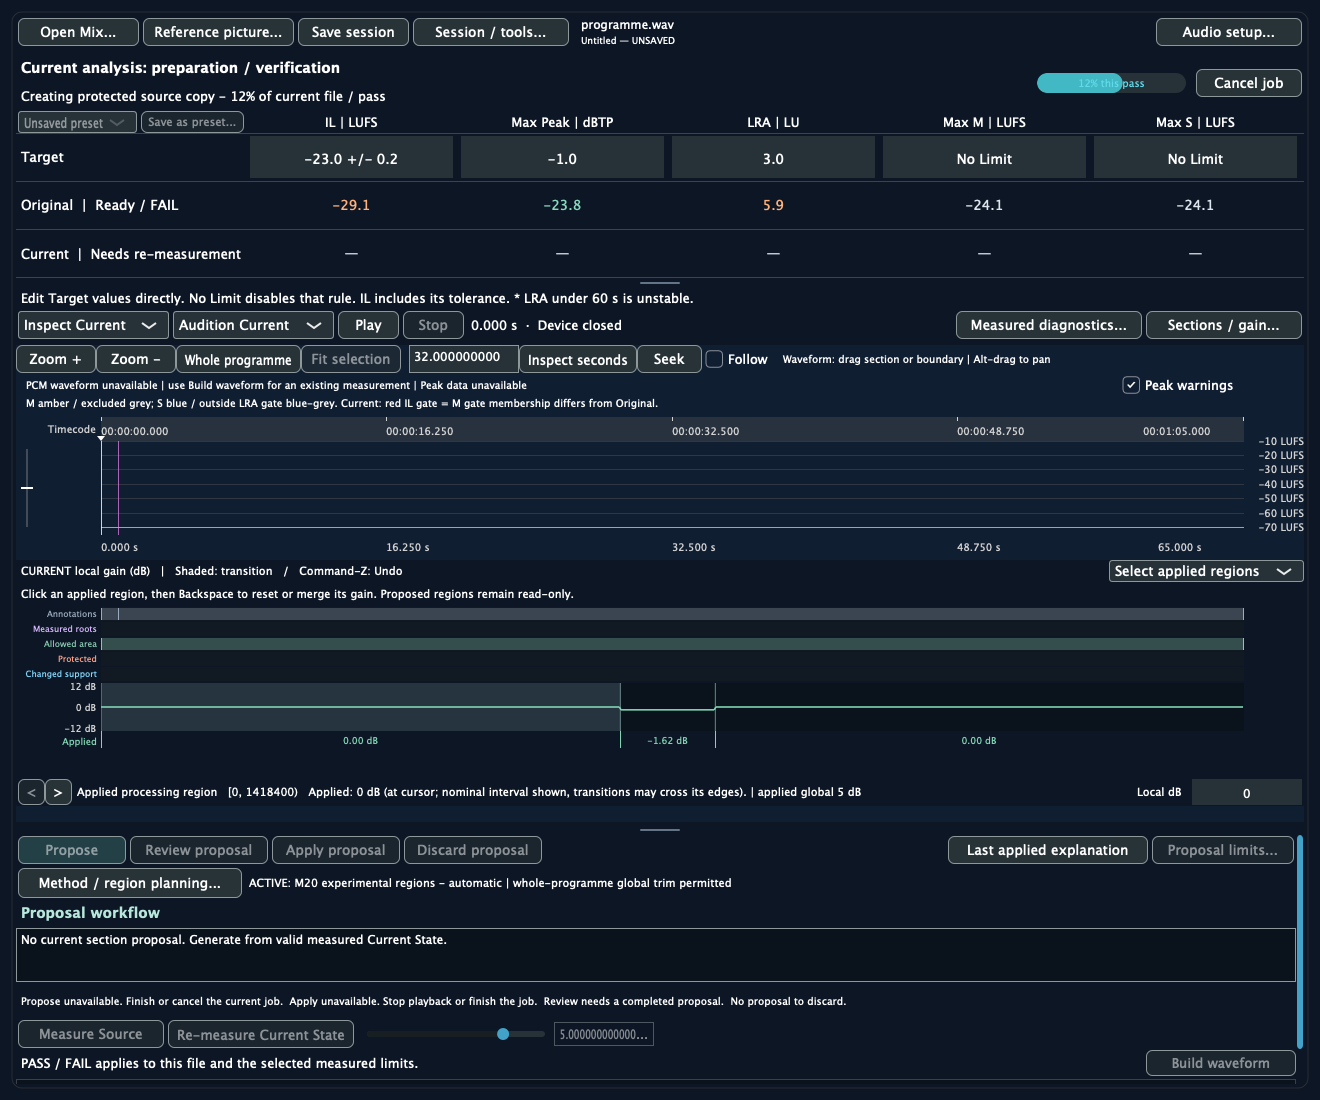 Open Mix... Reference picture... Save session Session / tools... programme.wav Audio setup...
Untitled — UNSAVED
Current analysis: preparation / verification
12% this pass Cancel job
Creating protected source copy – 12% of current file / pass
Unsaved preset Save as preset... IL | LUFS Max Peak | dBTP LRA | LU Max M | LUFS Max S | LUFS
Target -23.0 +/- 0.2 -1.0 3.0 No Limit No Limit
Original | Ready / FAIL -29.1 -23.8 5.9 -24.1 -24.1
Current | Needs re-measurement — — — — —
Edit Target values directly. No Limit disables that rule. IL includes its tolerance. * LRA under 60 s is unstable.
Inspect Current Audition Current Play Stop 0.000 s · Device closed Measured diagnostics... Sections / gain...
Zoom + Zoom – Whole programme Fit selection 32.000000000 Inspect seconds Seek Follow Waveform: drag section or boundary | Alt-drag to pan
PCM waveform unavailable | use Build waveform for an existing measurement | Peak data unavailable Peak warnings
M amber / excluded grey; S blue / outside LRA gate blue-grey. Current: red IL gate = M gate membership differs from Original.
Timecode 00:00:00.000 00:00:16.250 00:00:32.500 00:00:48.750 00:01:05.000
-10 LUFS
-20 LUFS
-30 LUFS
-40 LUFS
-50 LUFS
-60 LUFS
-70 LUFS
0.000 s 16.250 s 32.500 s 48.750 s 65.000 s
CURRENT local gain (dB) | Shaded: transition / Command-Z: Undo Select applied regions
Click an applied region, then Backspace to reset or merge its gain. Proposed regions remain read-only.
Annotations
Measured roots
Allowed area
Protected
Changed support
12 dB
0 dB
-12 dB
Applied 0.00 dB -1.62 dB 0.00 dB
< > Applied processing region [0, 1418400) Applied: 0 dB (at cursor; nominal interval shown, transitions may cross its edges). | applied global 5 dB Local dB 0
Propose Review proposal Apply proposal Discard proposal Last applied explanation Proposal limits...
Method / region planning... ACTIVE: M20 experimental regions – automatic | whole-programme global trim permitted
Proposal workflow
No current section proposal. Generate from valid measured Current State.
Propose unavailable. Finish or cancel the current job. Apply unavailable. Stop playback or finish the job. Review needs a completed proposal. No proposal to discard.
Measure Source Re-measure Current State 5.000000000000...
PASS / FAIL applies to this file and the selected measured limits. Build waveform